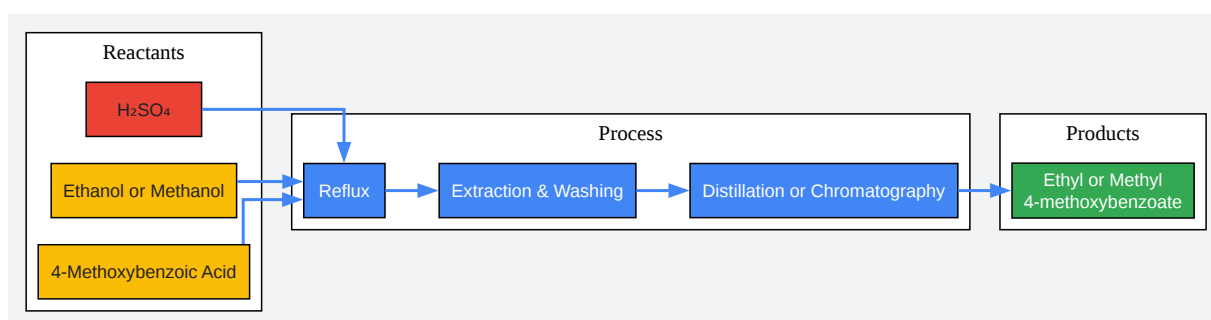 Reactants
H₂SO₄
Ethanol or Methanol
4-Methoxybenzoic Acid
Process
Reflux
Extraction & Washing
Distillation or Chromatography
Products
Ethyl or Methyl
4-methoxybenzoate